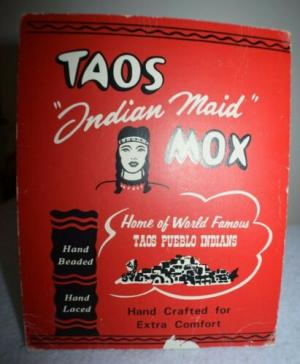 TAOS
"Indian Maid"
MOX
Home of World Famous
TAOS PUEBLO INDIANS
Hand
Beaded
Hand
Laced
Hand Crafted for
Extra Comfort